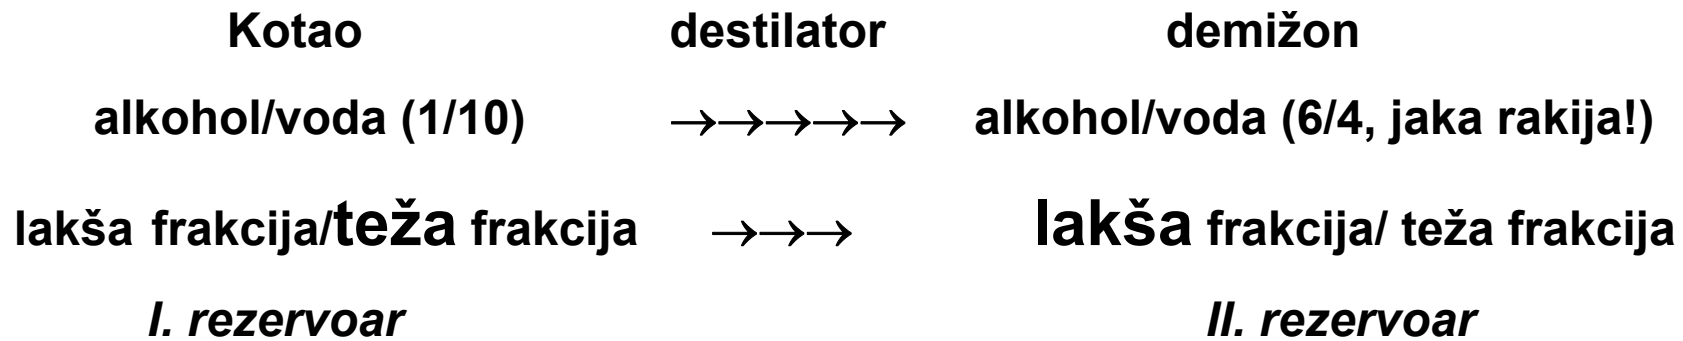 Kotao destilator demižon
alkohol/voda (1/10) →→→→→ alkohol/voda (6/4, jaka rakija!)
lakša frakcija/teža frakcija →→→ lakša frakcija/ teža frakcija
I. rezervoar II. rezervoar